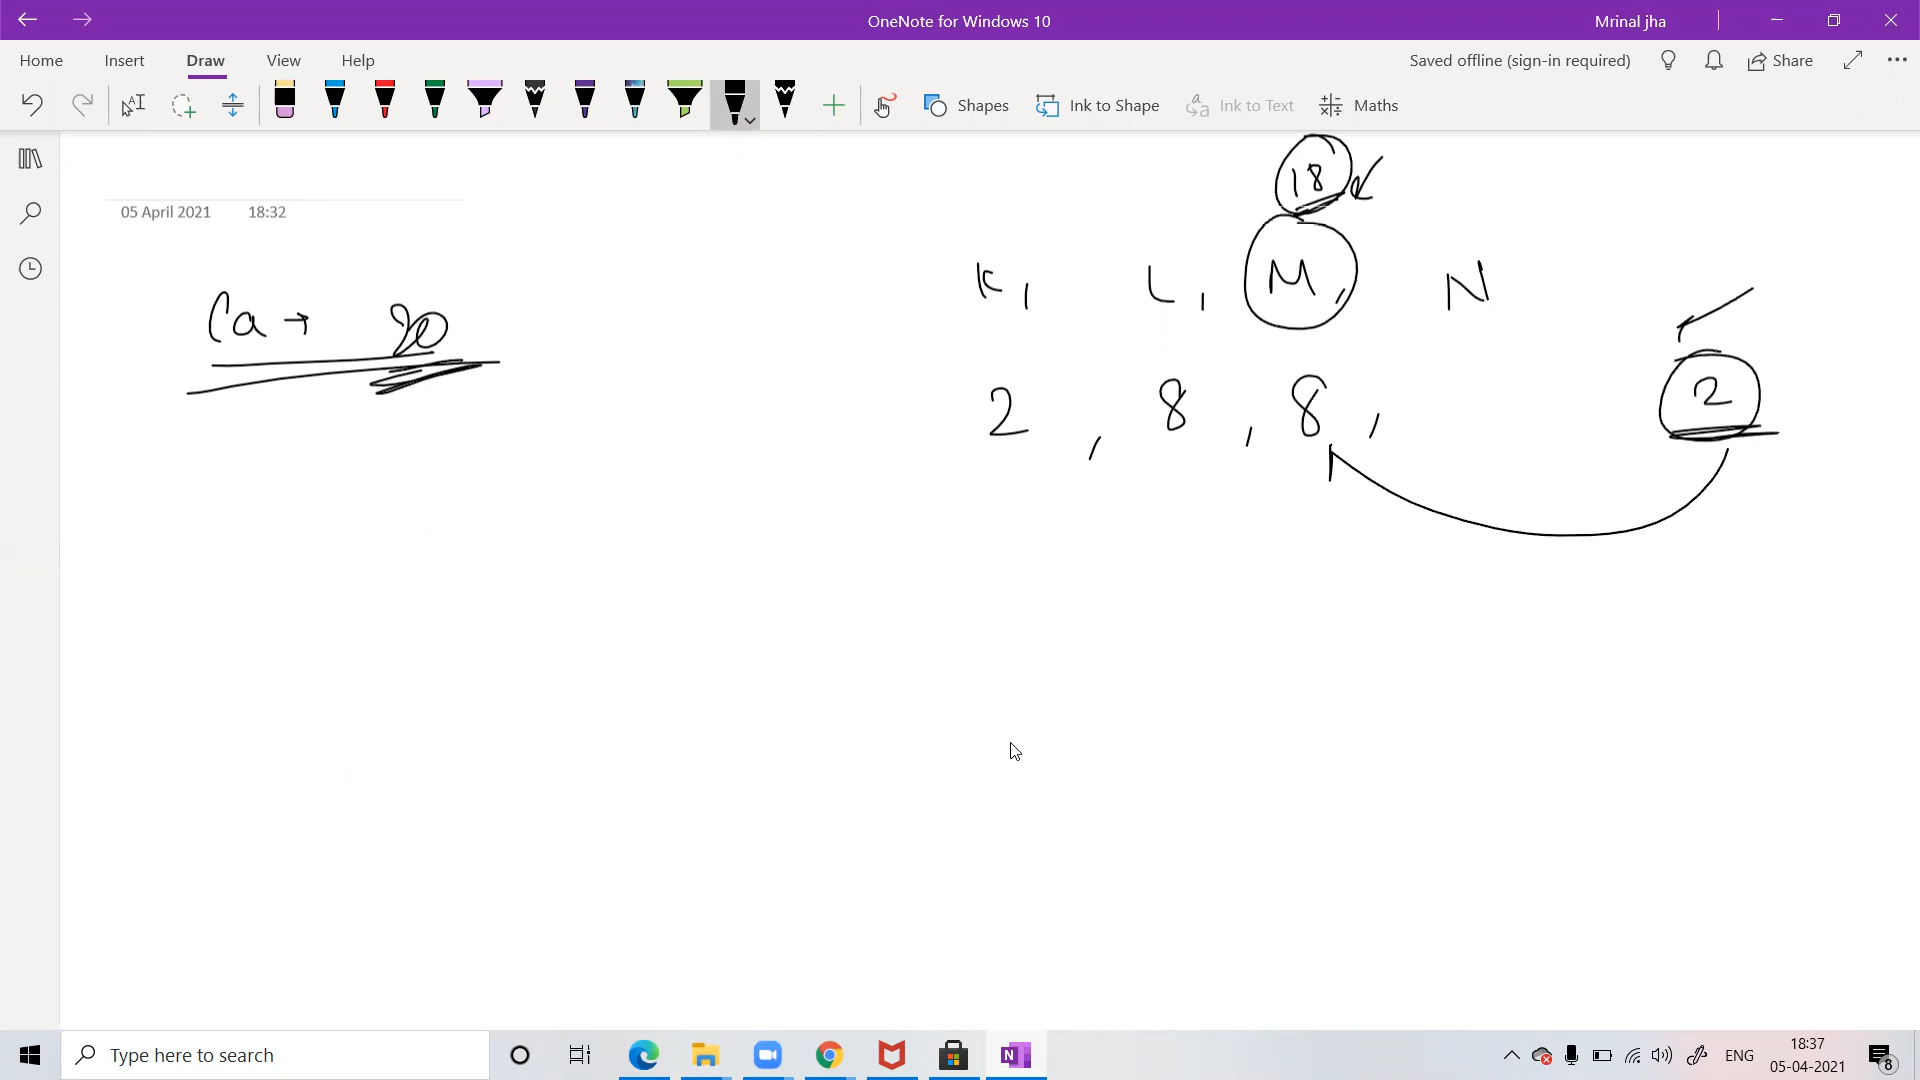 OneNote for Windows 10
Mrinal jha
Home Insert Draw View Help
Saved offline (sign-in required) Share
Shapes Ink to Shape Ink to Text Maths
18
05 April 2021 18:32
K, L, M, N
Ca → 20
2, 8, 8, 2
Type here to search
ENG
18:37
05-04-2021
8